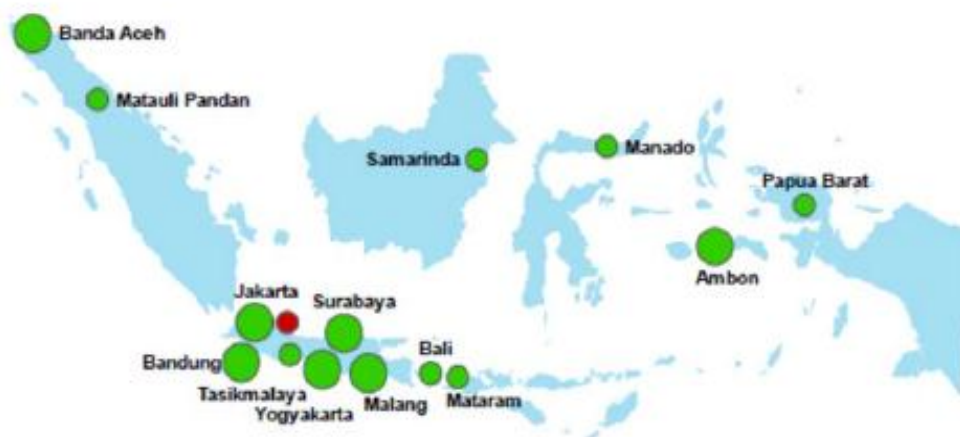 Banda Aceh
Matauli Pandan
Samarinda
Manado
Papua Barat
Ambon
Jakarta
Surabaya
Bandung
Bali
Tasikmalaya
Mataram
Yogyakarta
Malang